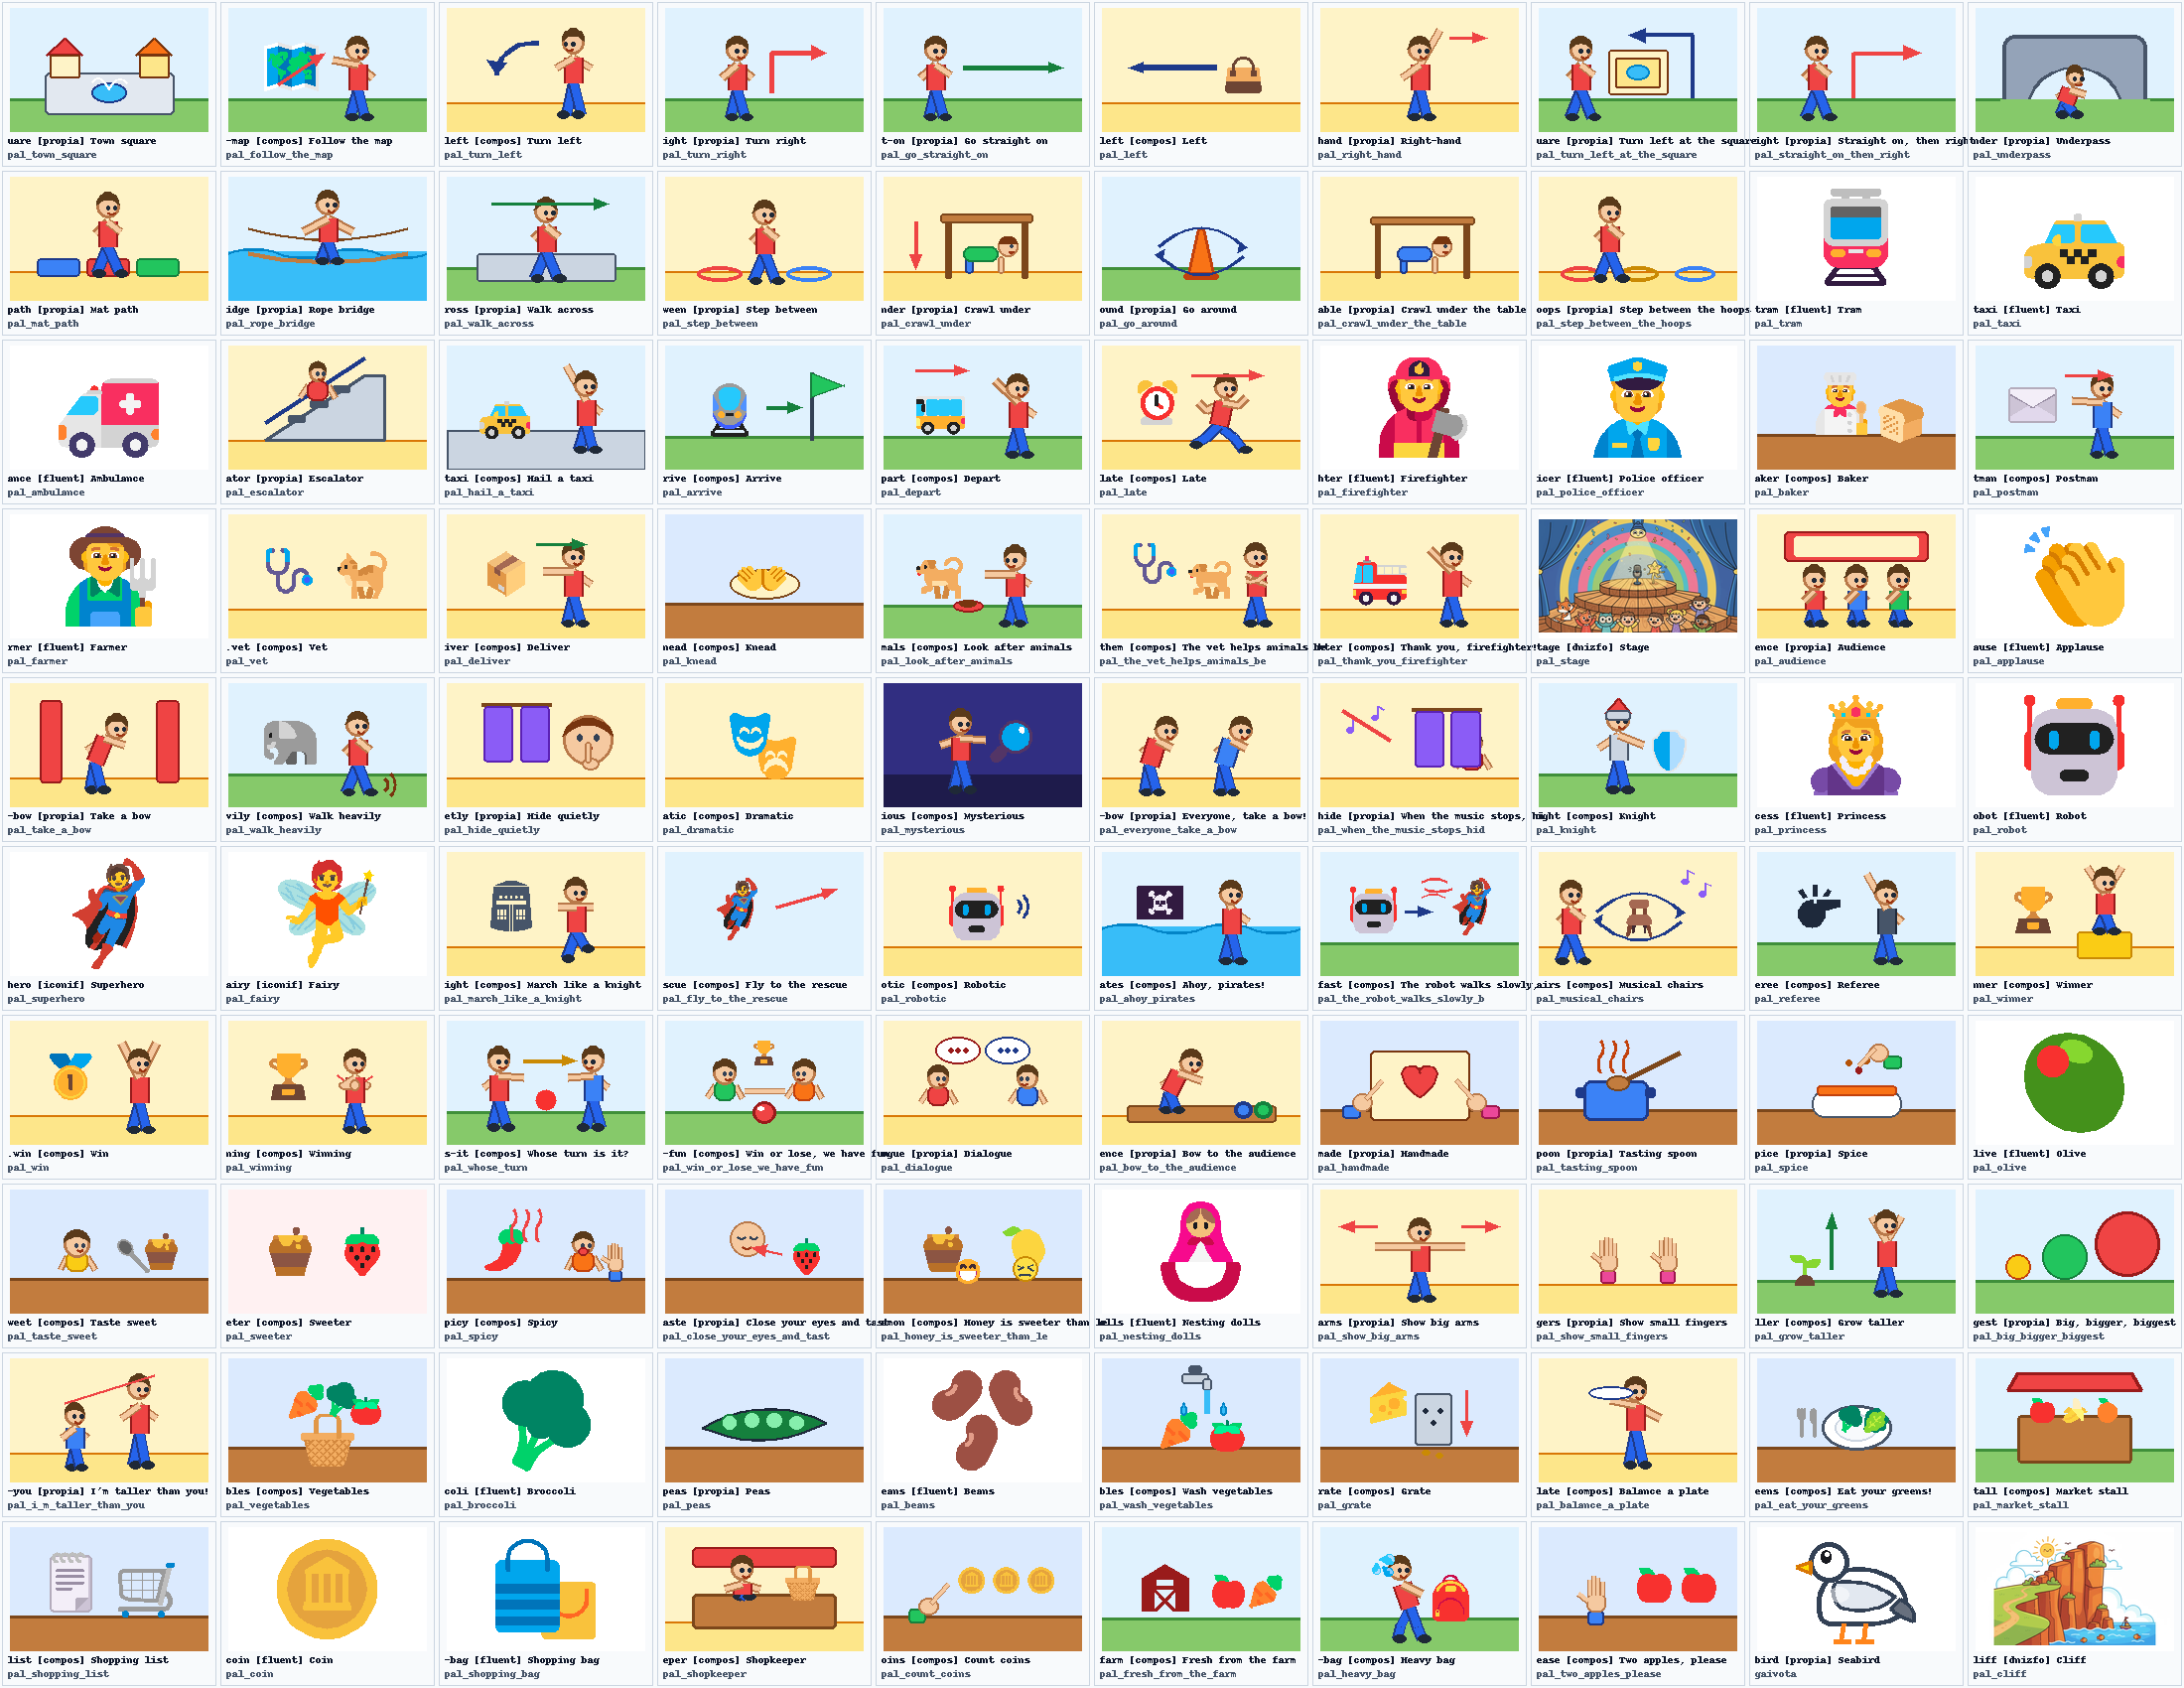 uare [propia] Town square
pal_town_square
-map [compos] Follow the map
pal_follow_the_map
left [compos] Turn left
pal_turn_left
ight [propia] Turn right
pal_turn_right
t-on [propia] Go straight on
pal_go_straight_on
left [compos] Left
pal_left
hand [propia] Right-hand
pal_right_hand
uare [propia] Turn left at the square
pal_turn_left_at_the_square
ight [propia] Straight on, then right
pal_straight_on_then_right
nder [propia] Underpass
pal_underpass
path [propia] Mat path
pal_mat_path
idge [propia] Rope bridge
pal_rope_bridge
ross [propia] Walk across
pal_walk_across
ween [propia] Step between
pal_step_between
nder [propia] Crawl under
pal_crawl_under
ound [propia] Go around
pal_go_around
able [propia] Crawl under the table
pal_crawl_under_the_table
oops [propia] Step between the hoops
pal_step_between_the_hoops
tram [fluent] Tram
pal_tram
taxi [fluent] Taxi
pal_taxi
ance [fluent] Ambulance
pal_ambulance
ator [propia] Escalator
pal_escalator
taxi [compos] Hail a taxi
pal_hail_a_taxi
rive [compos] Arrive
pal_arrive
part [compos] Depart
pal_depart
late [compos] Late
pal_late
hter [fluent] Firefighter
pal_firefighter
icer [fluent] Police officer
pal_police_officer
aker [compos] Baker
pal_baker
tman [compos] Postman
pal_postman
rmer [fluent] Farmer
pal_farmer
.vet [compos] Vet
pal_vet
iver [compos] Deliver
pal_deliver
nead [compos] Knead
pal_knead
mals [compos] Look after animals
pal_look_after_animals
them [compos] The vet helps animals be
pal_the_vet_helps_animals_be
hter [compos] Thank you, firefighter!
pal_thank_you_firefighter
tage [dnizfo] Stage
pal_stage
ence [propia] Audience
pal_audience
ause [fluent] Applause
pal_applause
-bow [propia] Take a bow
pal_take_a_bow
vily [compos] Walk heavily
pal_walk_heavily
etly [propia] Hide quietly
pal_hide_quietly
atic [compos] Dramatic
pal_dramatic
ious [compos] Mysterious
pal_mysterious
-bow [propia] Everyone, take a bow!
pal_everyone_take_a_bow
hide [propia] When the music stops,
pal_when_the_music_stops_hid
ight [compos] Knight
pal_knight
cess [fluent] Princess
pal_princess
obot [fluent] Robot
pal_robot
hero [iconif] Superhero
pal_superhero
airy [iconif] Fairy
pal_fairy
ight [compos] March like a knight
pal_march_like_a_knight
scue [compos] Fly to the rescue
pal_fly_to_the_rescue
otic [compos] Robotic
pal_robotic
ates [compos] Ahoy, pirates!
pal_ahoy_pirates
fast [compos] The robot walks slowly,
pal_the_robot_walks_slowly_b
airs [compos] Musical chairs
pal_musical_chairs
eree [compos] Referee
pal_referee
nner [compos] Winner
pal_winner
1
.win [compos] Win
pal_win
ning [compos] Winning
pal_winning
s-it [compos] Whose turn is it?
pal_whose_turn
-fun [compos] Win or lose, we have fun
pal_win_or_lose_we_have_fun
ogue [propia] Dialogue
pal_dialogue
ence [propia] Bow to the audience
pal_bow_to_the_audience
made [propia] Handmade
pal_handmade
poon [propia] Tasting spoon
pal_tasting_spoon
pice [propia] Spice
pal_spice
live [fluent] Olive
pal_olive
weet [compos] Taste sweet
pal_taste_sweet
eter [compos] Sweeter
pal_sweeter
picy [compos] Spicy
pal_spicy
aste [propia] Close your eyes and tast
pal_close_your_eyes_and_tast
emon [compos] Honey is sweeter than
pal_honey_is_sweeter_than_le
olls [fluent] Nesting dolls
pal_nesting_dolls
arms [propia] Show big arms
pal_show_big_arms
gers [propia] Show small fingers
pal_show_small_fingers
ller [compos] Grow taller
pal_grow_taller
gest [propia] Big, bigger, biggest
pal_big_bigger_biggest
-you [propia] I'm taller than you!
pal_i_m_taller_than_you
bles [compos] Vegetables
pal_vegetables
coli [fluent] Broccoli
pal_broccoli
peas [propia] Peas
pal_peas
eans [fluent] Beans
pal_beans
bles [compos] Wash vegetables
pal_wash_vegetables
rate [compos] Grate
pal_grate
late [compos] Balance a plate
pal_balance_a_plate
eens [compos] Eat your greens!
pal_eat_your_greens
tall [compos] Market stall
pal_market_stall
list [compos] Shopping list
pal_shopping_list
coin [fluent] Coin
pal_coin
-bag [fluent] Shopping bag
pal_shopping_bag
eper [compos] Shopkeeper
pal_shopkeeper
oins [compos] Count coins
pal_count_coins
farm [compos] Fresh from the farm
pal_fresh_from_the_farm
-bag [compos] Heavy bag
pal_heavy_bag
ease [compos] Two apples, please
pal_two_apples_please
bird [propia] Seabird
gaivota
liff [dnizfo] Cliff
pal_cliff